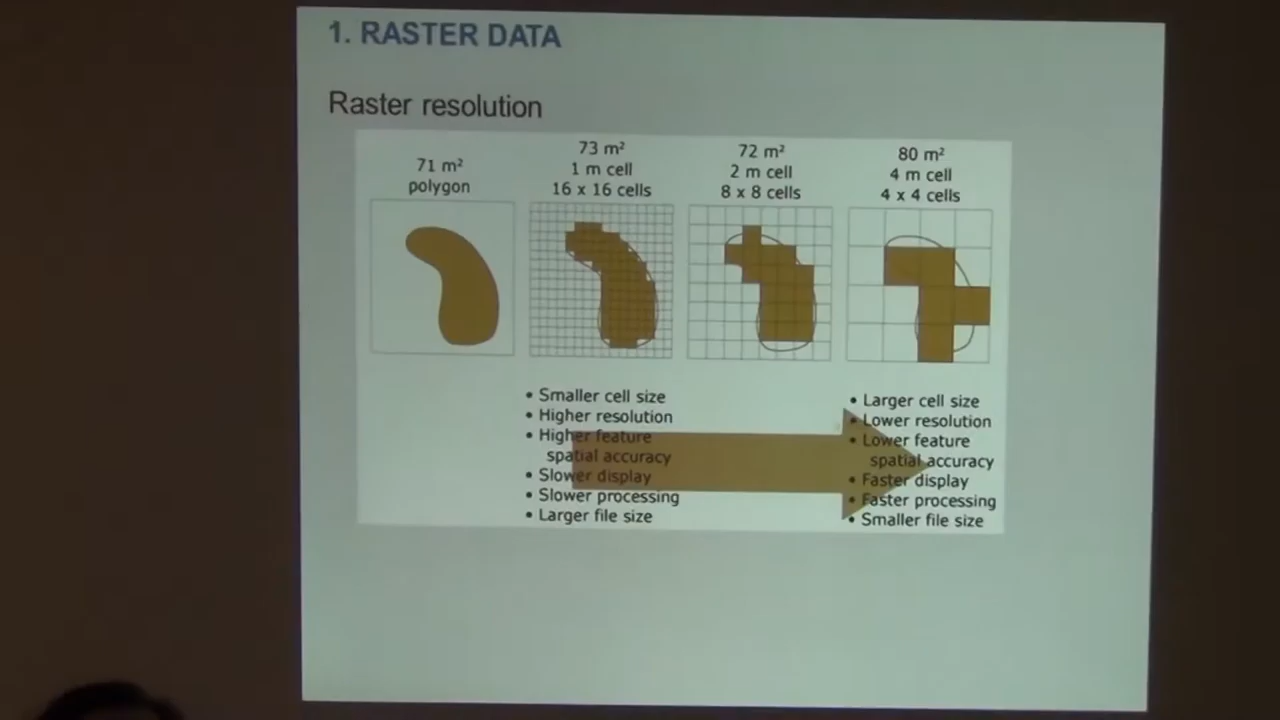 1. RASTER DATA
Raster resolution
71 m²
polygon
73 m²
1 m cell
16 x 16 cells
72 m²
2 m cell
8 x 8 cells
80 m²
4 m cell
4 x 4 cells
• Smaller cell size
• Higher resolution
• Higher feature
spatial accuracy
• Slower display
• Slower processing
• Larger file size
• Larger cell size
• Lower resolution
• Lower feature
spatial accuracy
• Faster display
• Faster processing
• Smaller file size